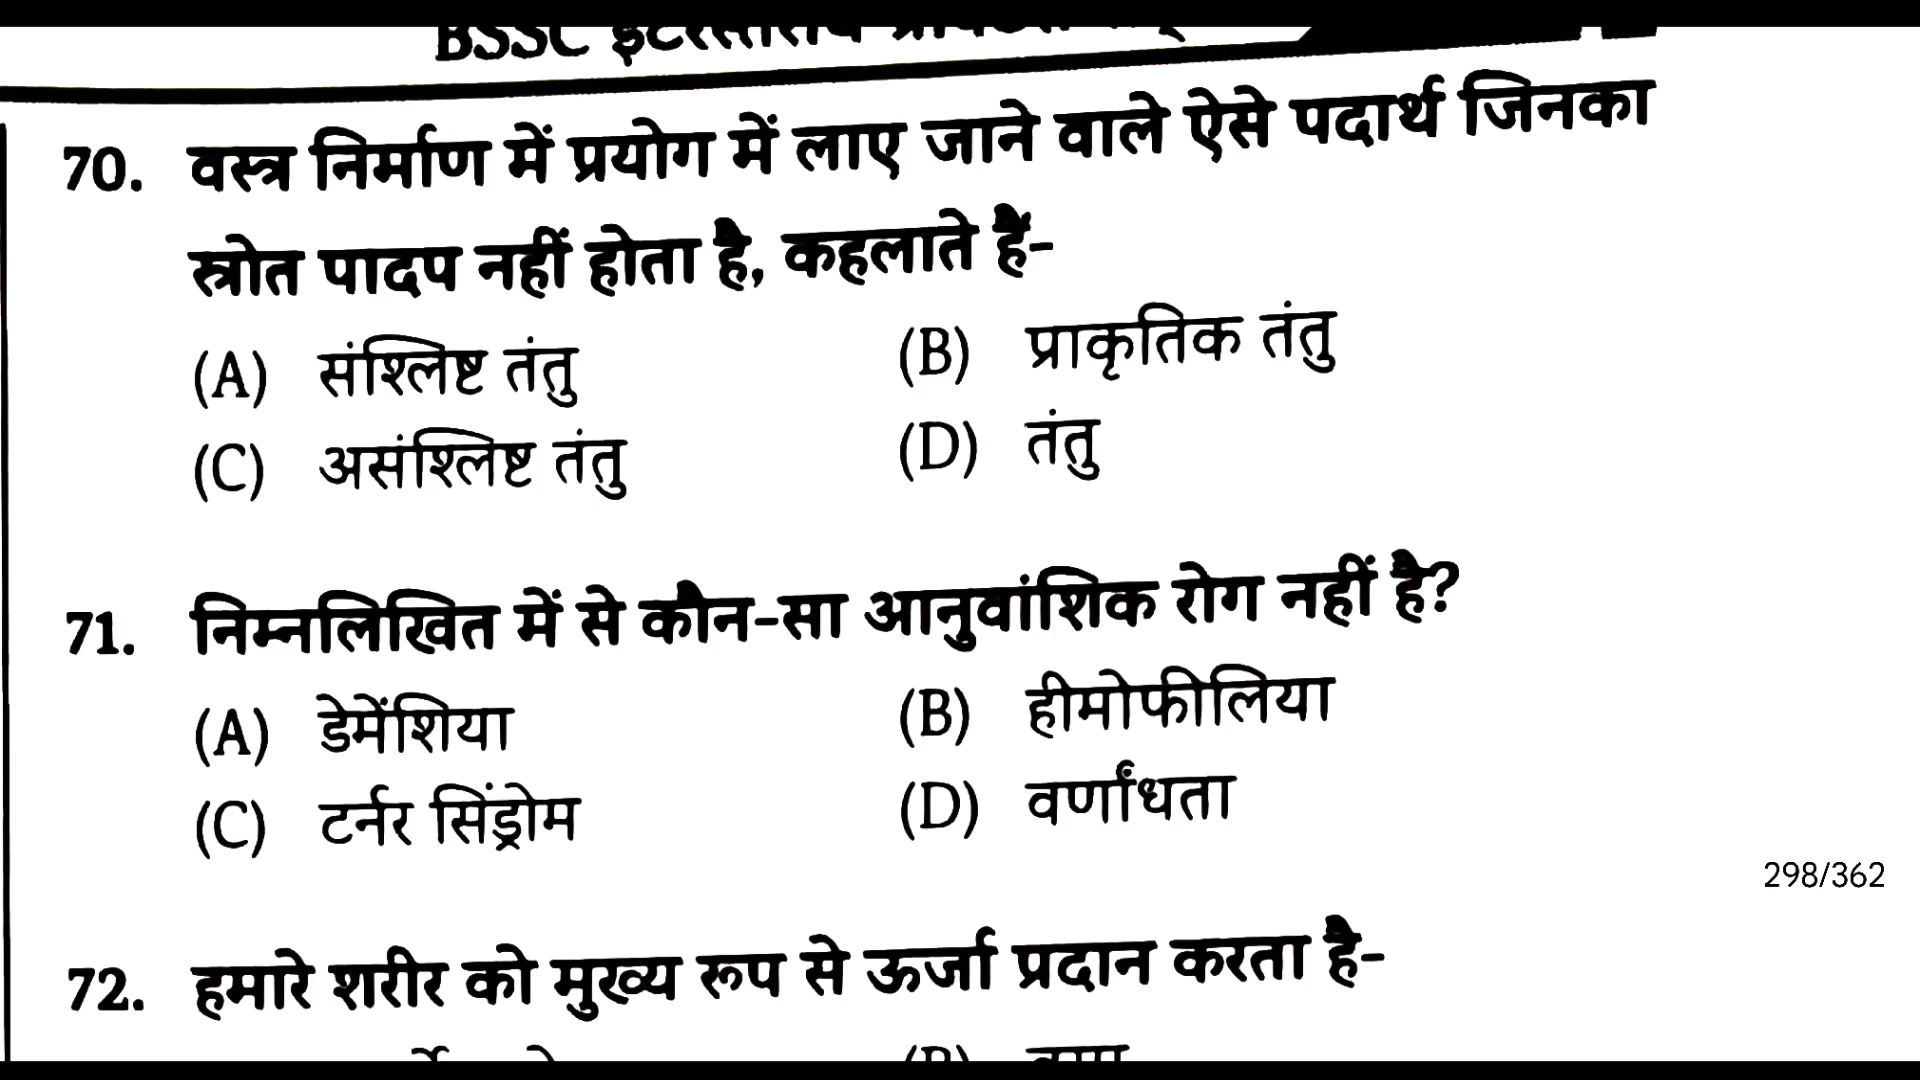 BSSC
70. वस्त्र निर्माण में प्रयोग में लाए जाने वाले ऐसे पदार्थ जिनका
स्त्रोत पादप नहीं होता है, कहलाते हैं-
(A) संश्लिष्ट तंतु (B) प्राकृतिक तंतु
(C) असंश्लिष्ट तंतु (D) तंतु
71. निम्नलिखित में से कौन-सा आनुवांशिक रोग नहीं है?
(A) डेमेंशिया (B) हीमोफीलिया
(C) टर्नर सिंड्रोम (D) वर्णांधता
298/362
72. हमारे शरीर को मुख्य रूप से ऊर्जा प्रदान करता है-
(B)